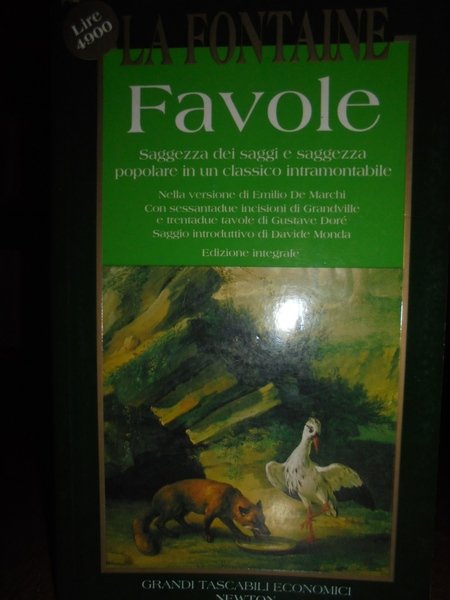 Lire
4900
LA FONTAINE
Favole
Saggezza dei saggi e saggezza
popolare in un classico intramontabile
Nella versione di Emilio De Marchi
Con sessantadue incisioni di Grandville
e trentadue tavole di Gustave Doré
Saggio introduttivo di Davide Monda
Edizione integrale
GRANDI TASCABILI ECONOMICI
NEWTON